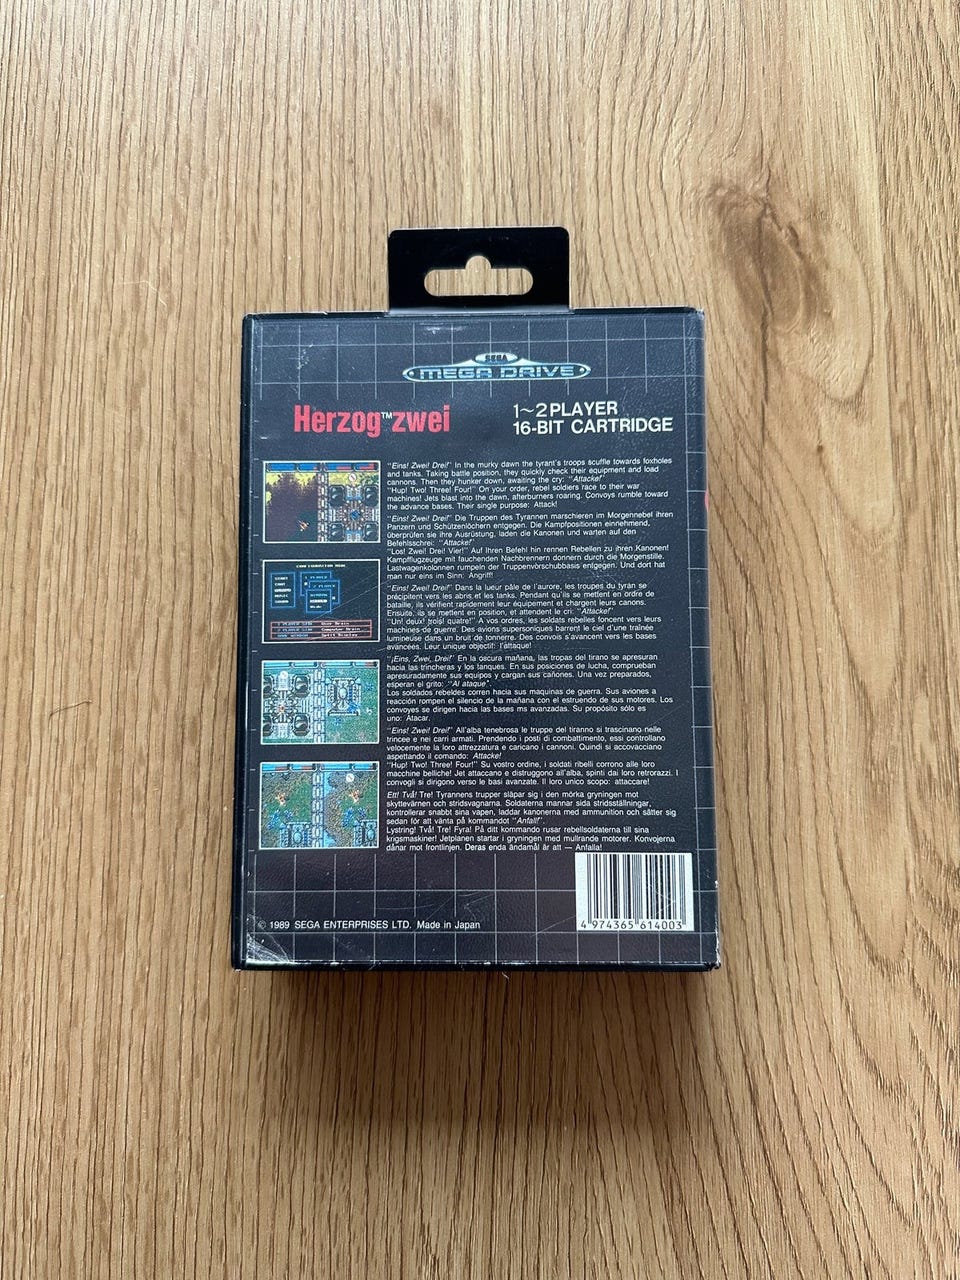 SEGA
MEGA DRIVE
Herzog™zwei
1~2PLAYER
16-BIT CARTRIDGE
"Eins! Zwei! Drei!" In the murky dawn the tyrant's troops scuffle towards foxholes
and tanks. Taking battle position, they quickly check their equipment and load
cannons. Then they hunker down, awaiting the cry: "Attacke!"
"Hup! Two! Three! Four!" On your order, rebel soldiers race to their war
machines! Jets blast into the dawn, afterburners roaring. Convoys rumble toward
the advance bases. Their single purpose: Attack!
"Eins! Zwei! Drei!" Die Truppen des Tyrannen marschieren im Morgennebel ihren
Panzern und Schützenlöchern entgegen. Die Kampfpositionen einnehmend,
überprüfen sie ihre Ausrüstung, laden die Kanonen und warten auf den
Befehlsschrei: "Attacke!"
"Los! Zwei! Drei! Vier!" Auf Ihren Befehl hin rennen Rebellen zu ihren Kanonen!
Kampfflugzeuge mit fauchenden Nachbrennern donnern durch die Morgenstille.
Lastwagenkolonnen rumpeln der Truppenvorschubbasis entgegen. Und dort hat
man nur eins im Sinn: Angriff!
"Eins! Zwei! Drei!" Dans la lueur pâle de l'aurore, les troupes du tyran se
précipitent vers les abris et les tanks. Pendant qu'ils se mettent en ordre de
bataille, ils vérifient rapidement leur équipement et chargent leurs canons.
Ensuite, ils se mettent en position, et attendent le cri: "Attacke!"
"Un! deux! trois! quatre!" A vos ordres, les soldats rebelles foncent vers leurs
machines de guerre. Des avions supersoniques barrent le ciel d'une traînée
lumineuse dans un bruit de tonnerre. Des convois s'avancent vers les bases
avancées. Leur unique objectif: l'attaque!
"¡Eins, Zwei, Drei!" En la oscura mañana, las tropas del tirano se apresuran
hacia las trincheras y los tanques. En sus posiciones de lucha, comprueban
apresuradamente sus equipos y cargan sus cañones. Una vez preparados,
esperan el grito: "Al ataque".
Los soldados rebeldes corren hacia sus maquinas de guerra. Sus aviones a
reacción rompen el silencio de la mañana con el estruendo de sus motores. Los
convoyes se dirigen hacia las bases ms avanzadas. Su propósito sólo es
uno: Atacar.
"Eins! Zwei! Drei!" All'alba tenebrosa le truppe del tiranno si trascinano nelle
trincee e nei carri armati. Prendendo i posti di combattimento, essi controllano
velocemente la loro attrezzatura e caricano i cannoni. Quindi si accovacciano
aspettando il comando: Attacke!
"Hup! Two! Three! Four!" Su vostro ordine, i soldati ribelli corrono alle loro
macchine belliche! Jet attaccano e distruggono all'alba, spinti dai loro retrorazzi. I
convogli si dirigono verso le basi avanzate. Il loro unico scopo: attaccare!
Ett! Två! Tre! Tyrannens trupper släpar sig i den mörka gryningen mot
skyttevärnen och stridsvagnarna. Soldaterna mannar sida stridsställningar,
kontrollerar snabbt sina vapen, laddar kanonerna med ammunition och sätter sig
sedan för att vänta på kommandot "Anfall!".
Lystring! Två! Tre! Fyra! På ditt kommando rusar rebellsoldaterna till sina
krigsmaskiner! Jetplanen startar i gryningen med mullrande motorer. Konvojerna
dånar mot frontlinjen. Deras enda ändamål är att — Anfalla!
1 PLAYER
2 PLAYER
START
User Brain
Computer Brain
Split Display
© 1989 SEGA ENTERPRISES LTD. Made in Japan
4 974365 614003